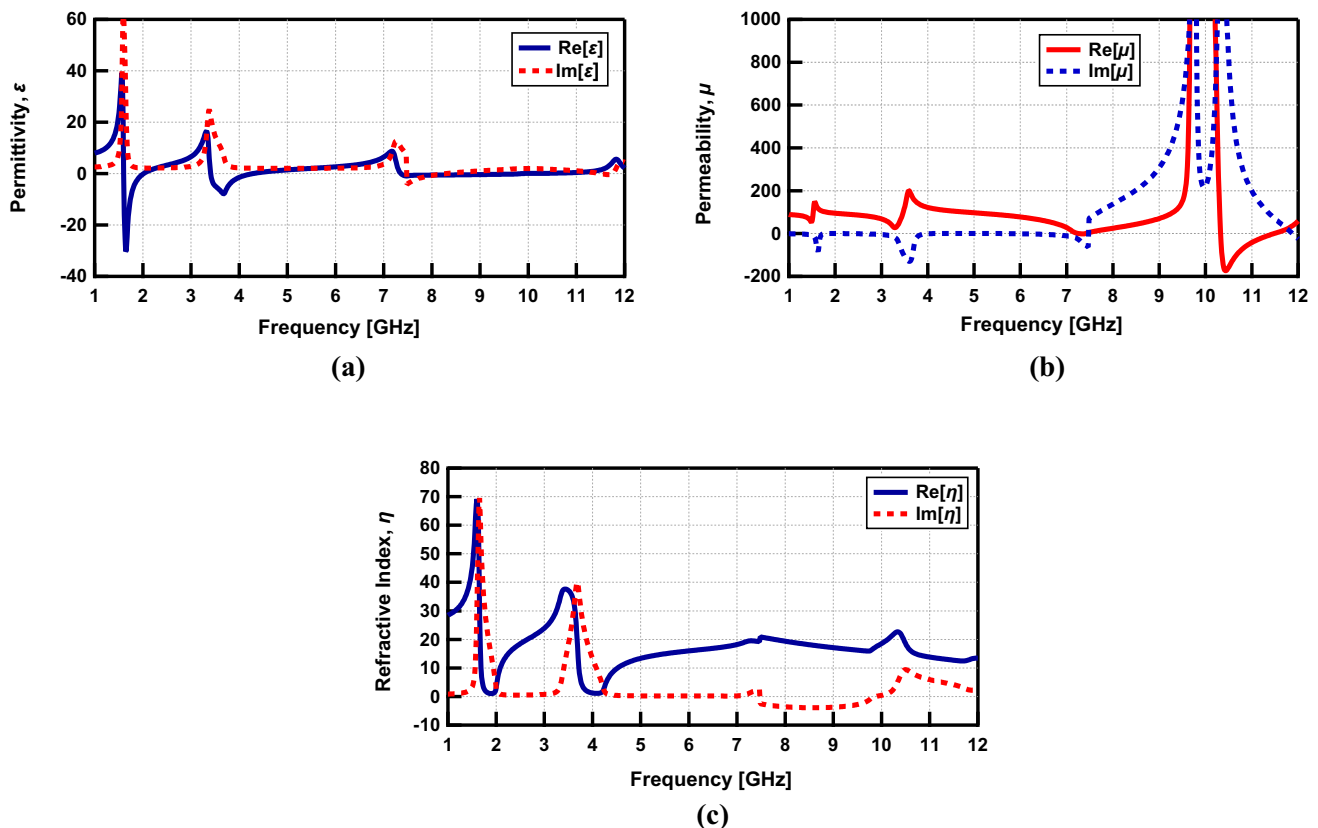 Permittivity, ε
60
40
20
0
-20
-40
Re[ε]
Im[ε]
1 2 3 4 5 6 7 8 9 10 11 12
Frequency [GHz]
(a)
Permeability, μ
1000
800
600
400
200
0
-200
Re[μ]
Im[μ]
1 2 3 4 5 6 7 8 9 10 11 12
Frequency [GHz]
(b)
Refractive Index, η
80
70
60
50
40
30
20
10
0
-10
Re[η]
Im[η]
1 2 3 4 5 6 7 8 9 10 11 12
Frequency [GHz]
(c)